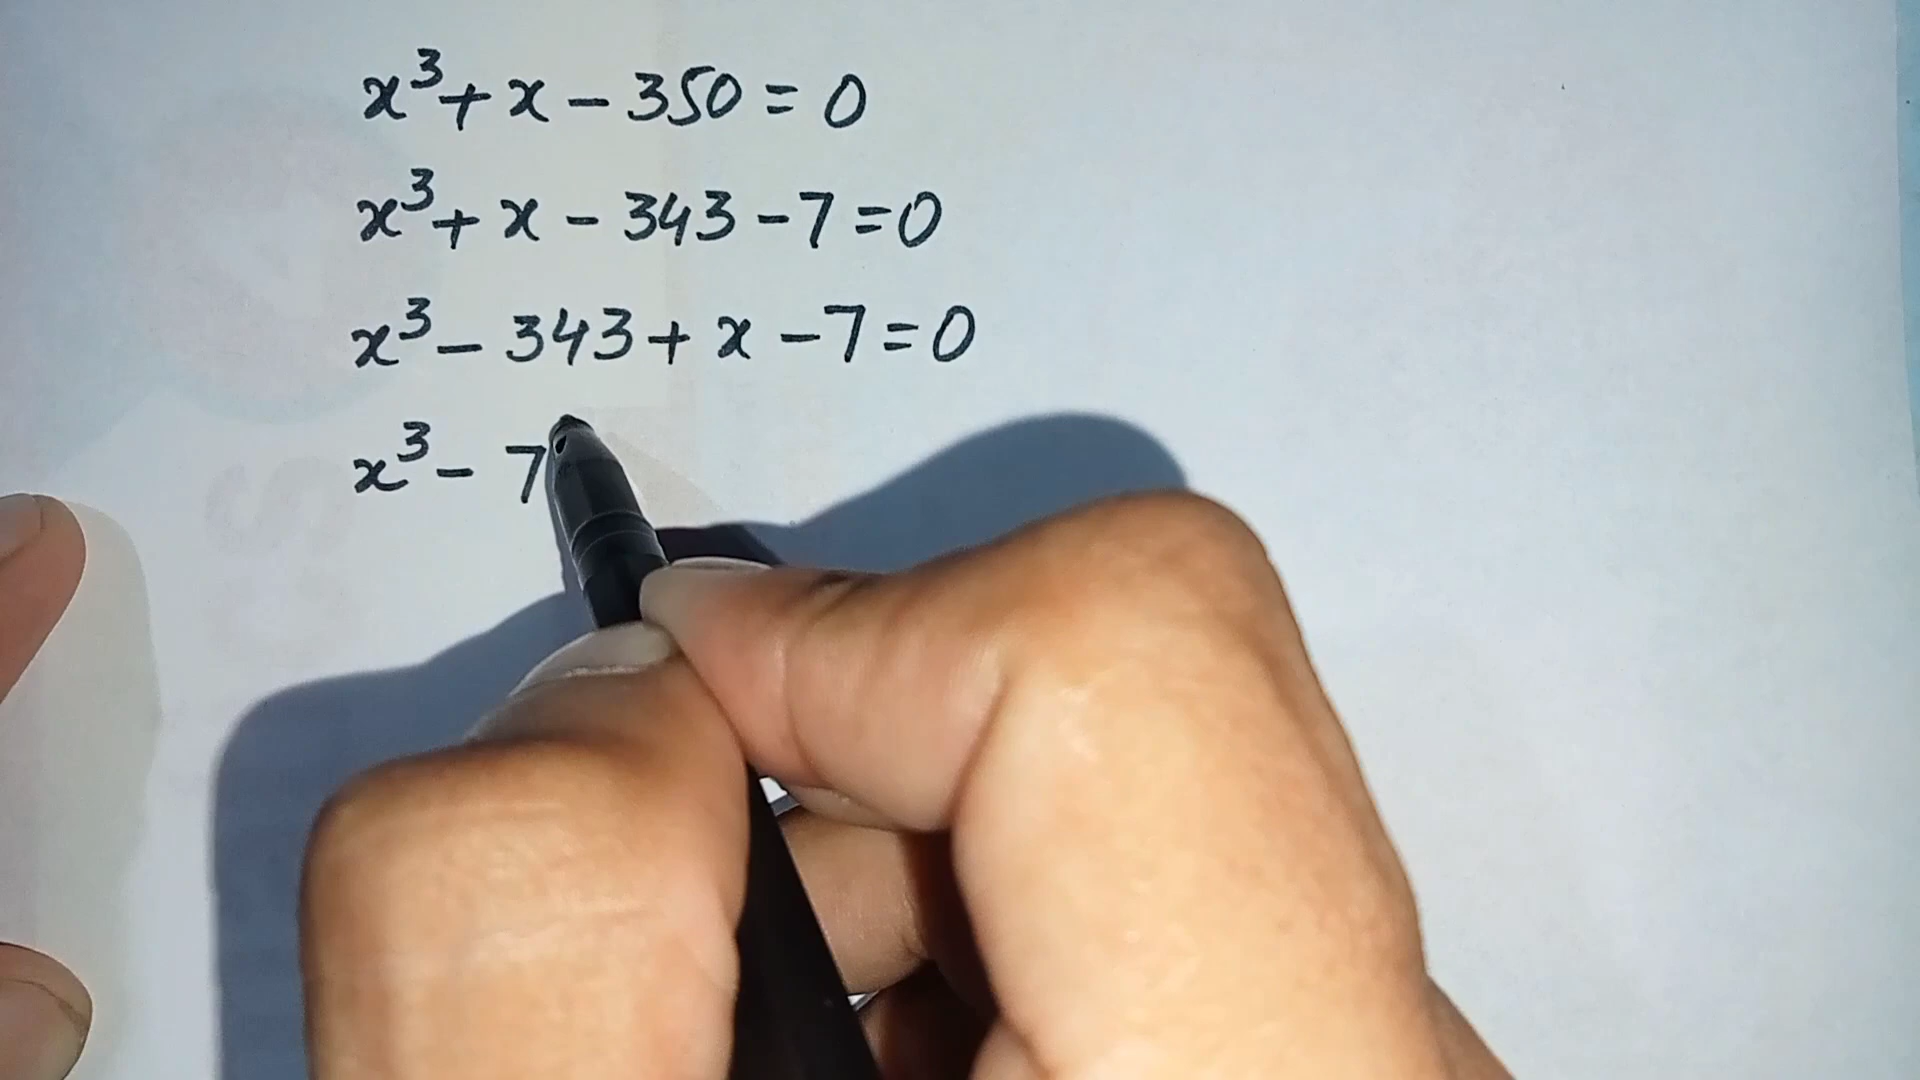 x³ + x - 350 = 0
x³ + x - 343 - 7 = 0
x³ - 343 + x - 7 = 0
x³ - 7